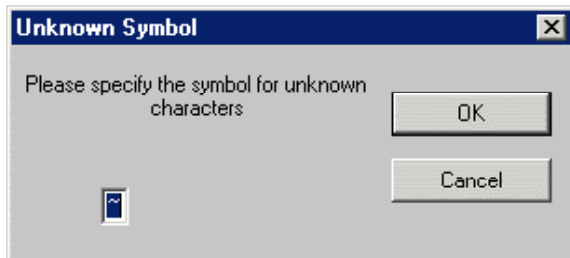 Unknown Symbol
Please specify the symbol for unknown
characters
OK
Cancel
~